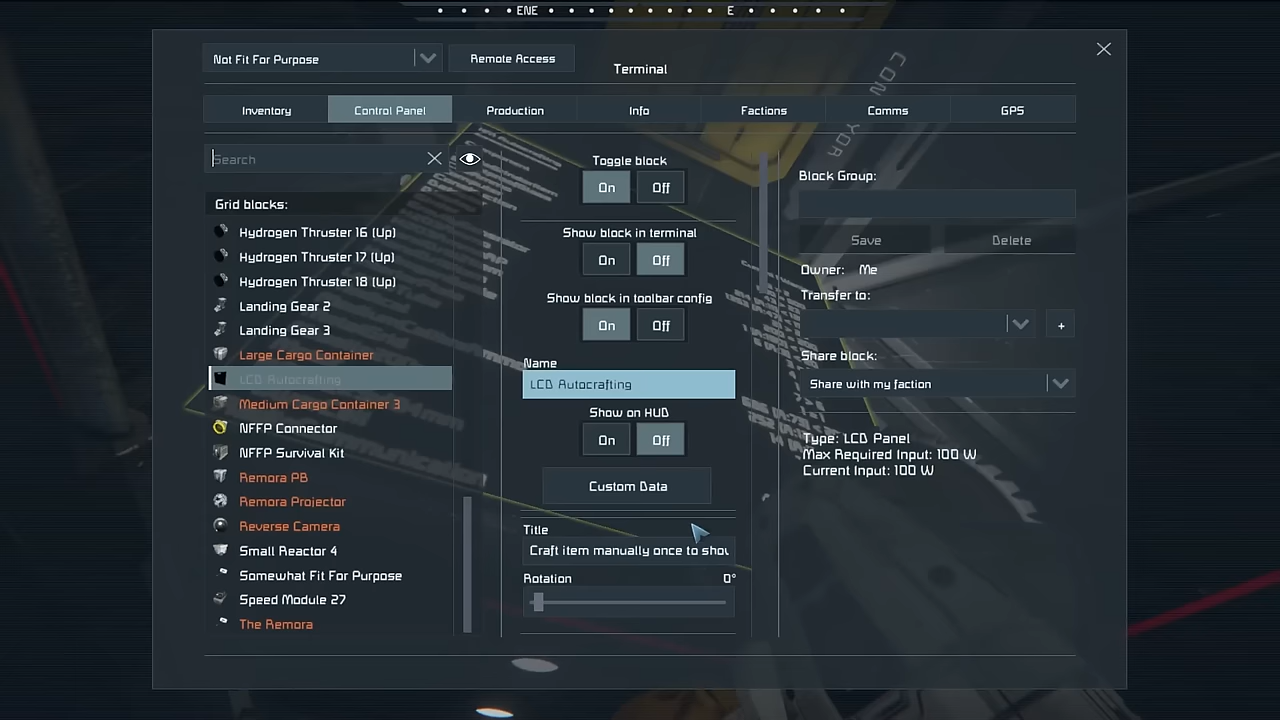 ENE E
Not Fit For Purpose
Remote Access
Terminal
Inventory
Control Panel
Production
Info
Factions
Comms
GPS
Search
Grid blocks:
Hydrogen Thruster 16 (Up)
Hydrogen Thruster 17 (Up)
Hydrogen Thruster 18 (Up)
Landing Gear 2
Landing Gear 3
Large Cargo Container
LCD Autocrafting
Medium Cargo Container 3
NFFP Connector
NFFP Survival Kit
Remora PB
Remora Projector
Reverse Camera
Small Reactor 4
Somewhat Fit For Purpose
Speed Module 27
The Remora
Toggle block
On Off
Show block in terminal
On Off
Show block in toolbar config
On Off
Name
LCD Autocrafting
Show on HUD
On Off
Custom Data
Title
Craft item manually once to
Rotation 0°
Block Group:
Save Delete
Owner: Me
Transfer to:
+
Share block:
Share with my faction
Type: LCD Panel
Max Required Input: 100 W
Current Input: 100 W